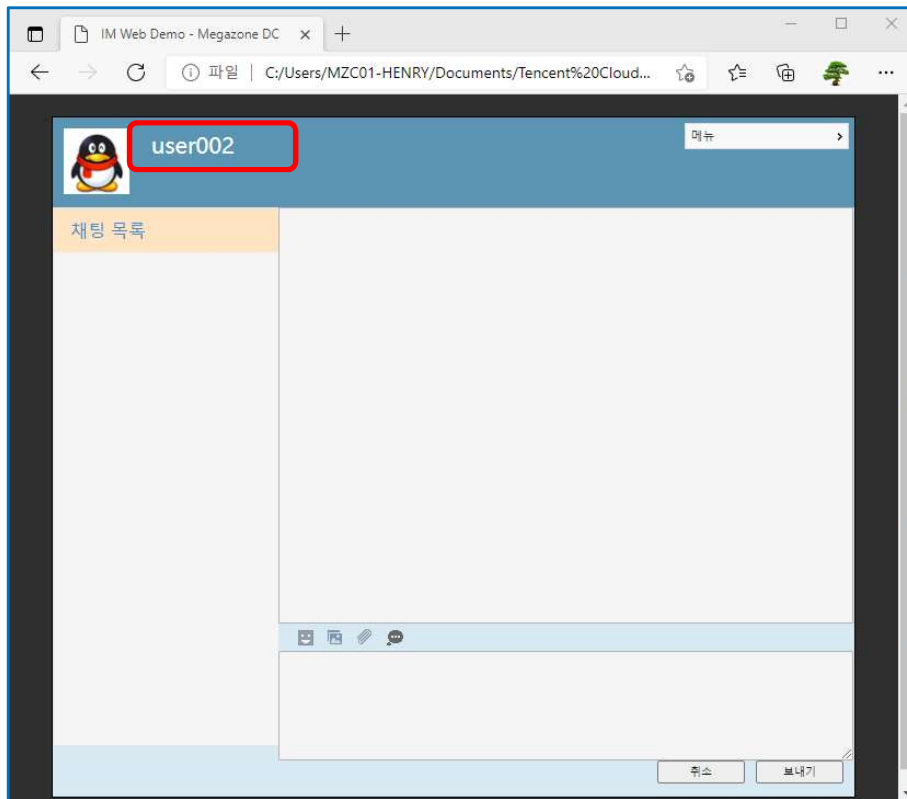 IM Web Demo - Megazone DC
파일 | C:/Users/MZC01-HENRY/Documents/Tencent%20Cloud...
user002
메뉴
채팅 목록
취소 보내기